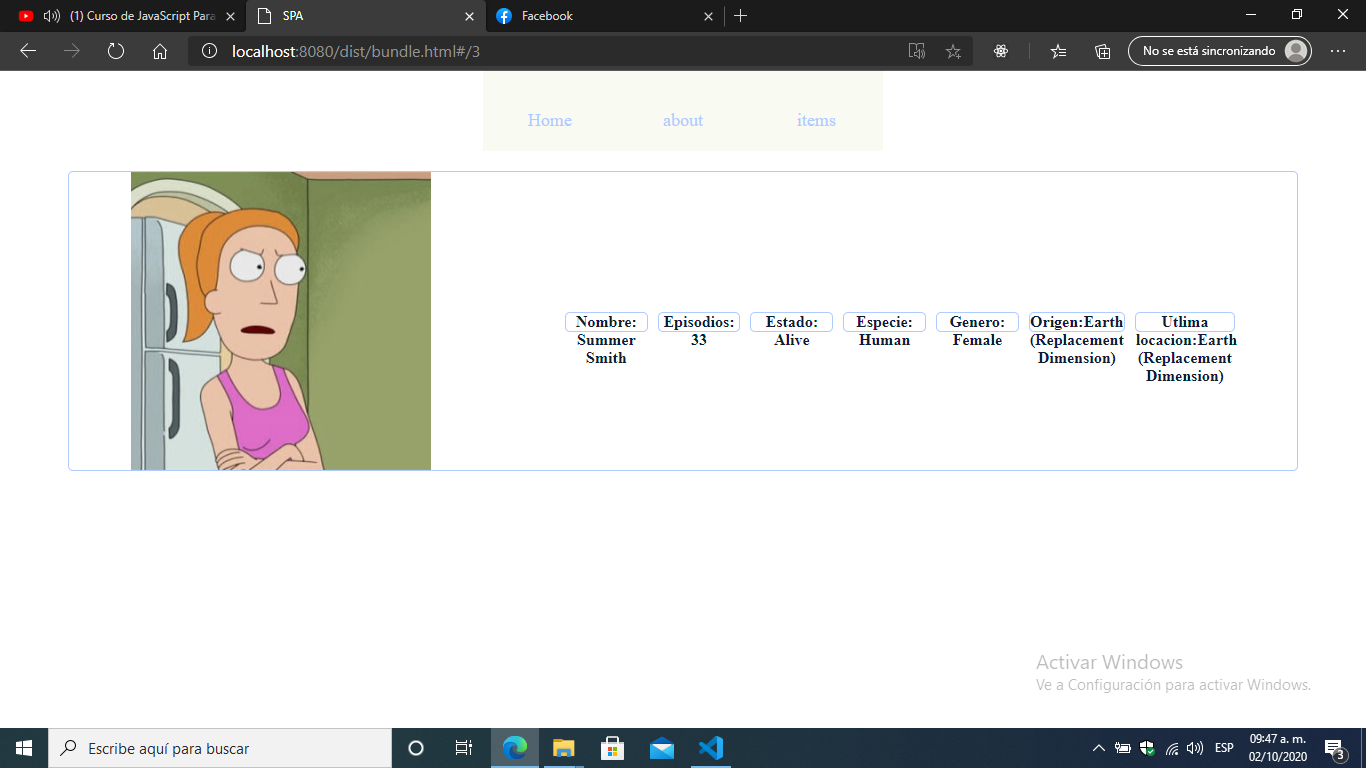 (1) Curso de JavaScript Para
SPA
Facebook
localhost:8080/dist/bundle.html#/3
No se está sincronizando
Home
about
items
Nombre:
Summer
Smith
Episodios:
33
Estado:
Alive
Especie:
Human
Genero:
Female
Origen:Earth
(Replacement
Dimension)
Utlima
locacion:Earth
(Replacement
Dimension)
Activar Windows
Ve a Configuración para activar Windows.
Escribe aquí para buscar
ESP
09:47 a. m.
02/10/2020
3